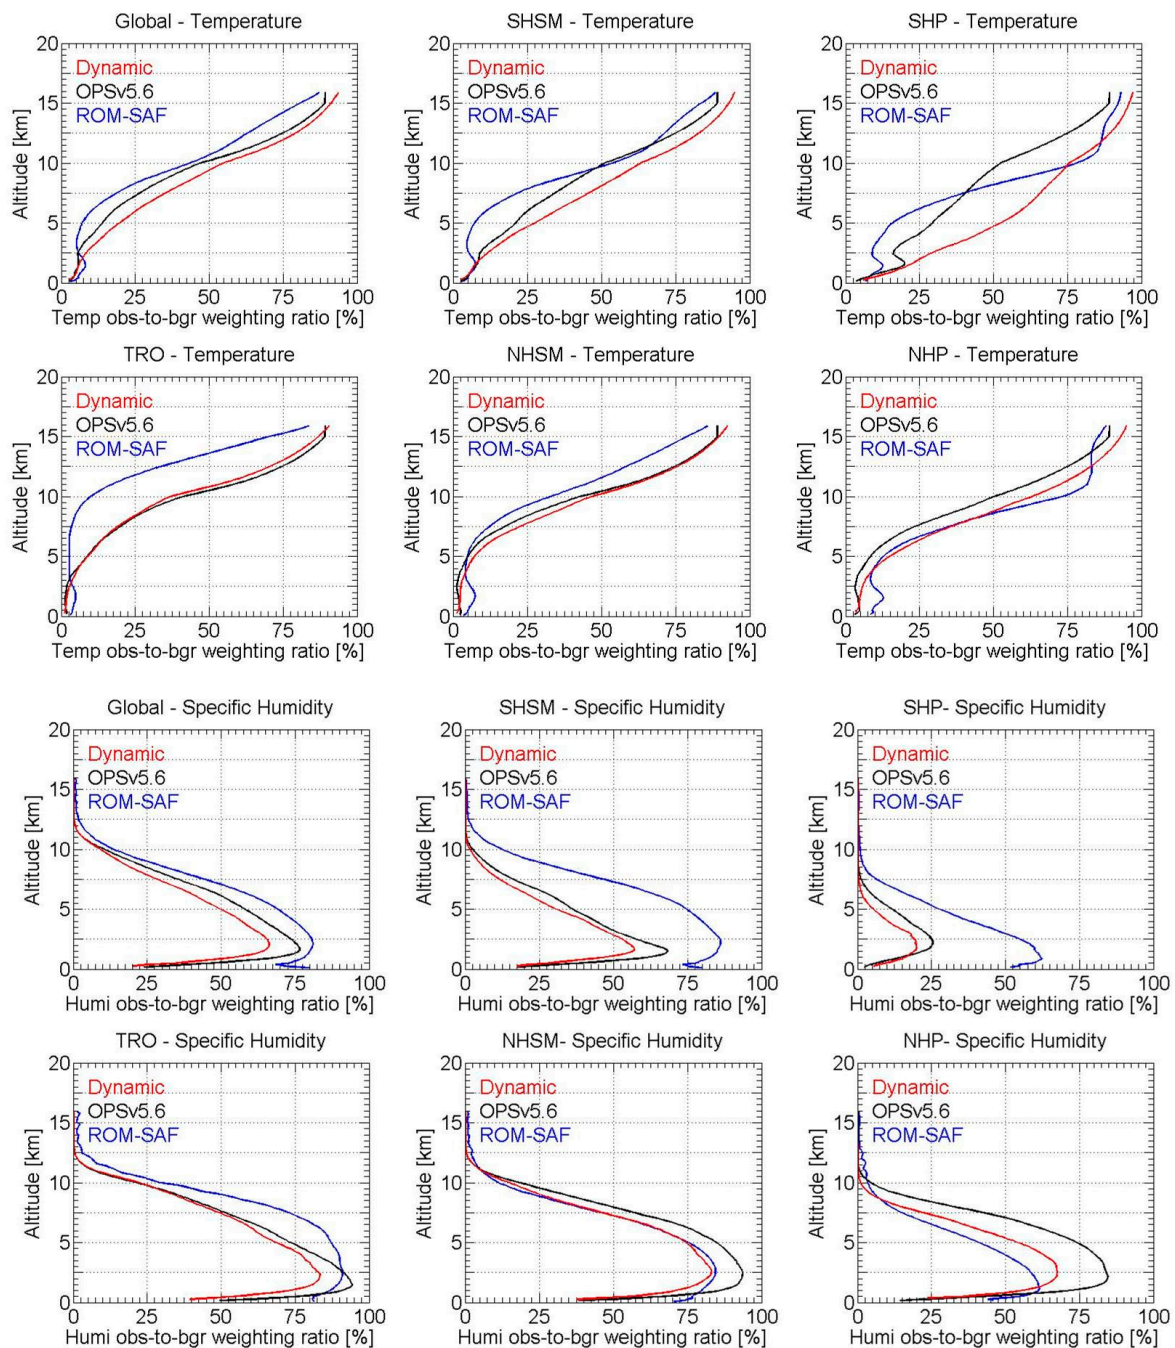 Global - Temperature
Dynamic
OPSv5.6
ROM-SAF
20
15
10
5
0
Altitude [km]
0 25 50 75 100
Temp obs-to-bgr weighting ratio [%]
SHSM - Temperature
Dynamic
OPSv5.6
ROM-SAF
20
15
10
5
0
Altitude [km]
0 25 50 75 100
Temp obs-to-bgr weighting ratio [%]
SHP - Temperature
Dynamic
OPSv5.6
ROM-SAF
20
15
10
5
0
Altitude [km]
0 25 50 75 100
Temp obs-to-bgr weighting ratio [%]
TRO - Temperature
Dynamic
OPSv5.6
ROM-SAF
20
15
10
5
0
Altitude [km]
0 25 50 75 100
Temp obs-to-bgr weighting ratio [%]
NHSM - Temperature
Dynamic
OPSv5.6
ROM-SAF
20
15
10
5
0
Altitude [km]
0 25 50 75 100
Temp obs-to-bgr weighting ratio [%]
NHP - Temperature
Dynamic
OPSv5.6
ROM-SAF
20
15
10
5
0
Altitude [km]
0 25 50 75 100
Temp obs-to-bgr weighting ratio [%]
Global - Specific Humidity
Dynamic
OPSv5.6
ROM-SAF
20
15
10
5
0
Altitude [km]
0 25 50 75 100
Humi obs-to-bgr weighting ratio [%]
SHSM - Specific Humidity
Dynamic
OPSv5.6
ROM-SAF
20
15
10
5
0
Altitude [km]
0 25 50 75 100
Humi obs-to-bgr weighting ratio [%]
SHP- Specific Humidity
Dynamic
OPSv5.6
ROM-SAF
20
15
10
5
0
Altitude [km]
0 25 50 75 100
Humi obs-to-bgr weighting ratio [%]
TRO - Specific Humidity
Dynamic
OPSv5.6
ROM-SAF
20
15
10
5
0
Altitude [km]
0 25 50 75 100
Humi obs-to-bgr weighting ratio [%]
NHSM- Specific Humidity
Dynamic
OPSv5.6
ROM-SAF
20
15
10
5
0
Altitude [km]
0 25 50 75 100
Humi obs-to-bgr weighting ratio [%]
NHP- Specific Humidity
Dynamic
OPSv5.6
ROM-SAF
20
15
10
5
0
Altitude [km]
0 25 50 75 100
Humi obs-to-bgr weighting ratio [%]